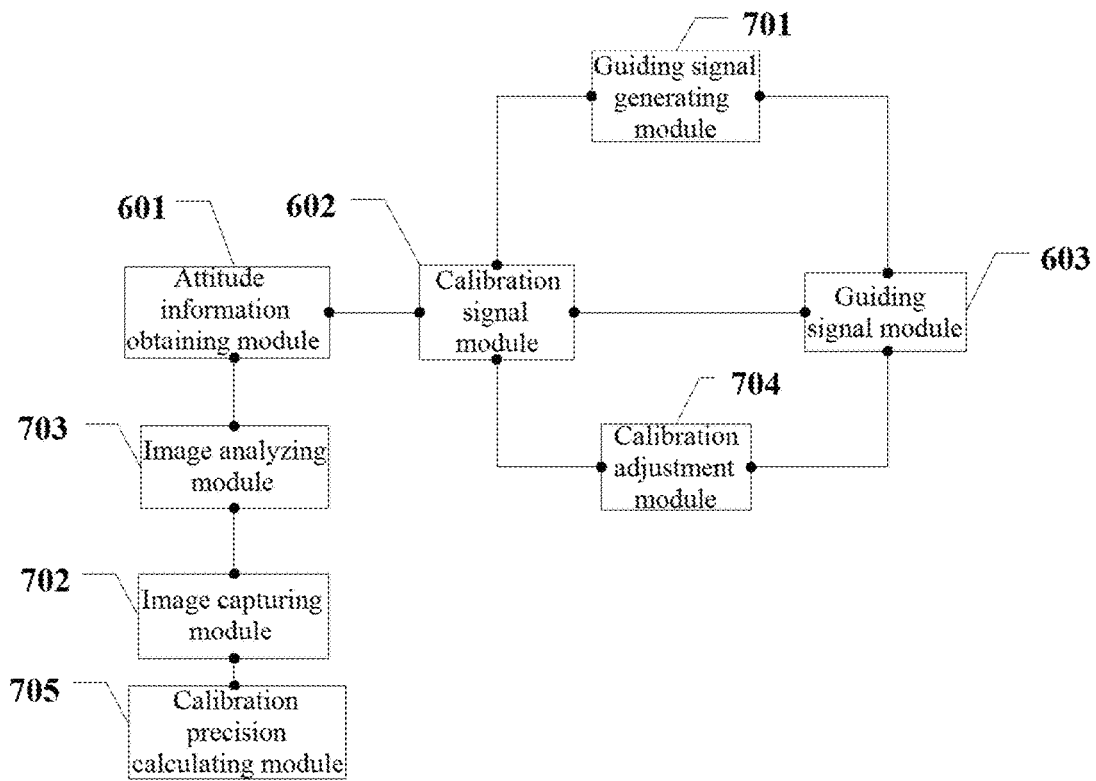 701
Guiding signal
generating
module
601
602
603
Attitude
information
obtaining module
Calibration
signal
module
Guiding
signal module
704
703
Image analyzing
module
Calibration
adjustment
module
702
Image capturing
module
705
Calibration
precision
calculating module